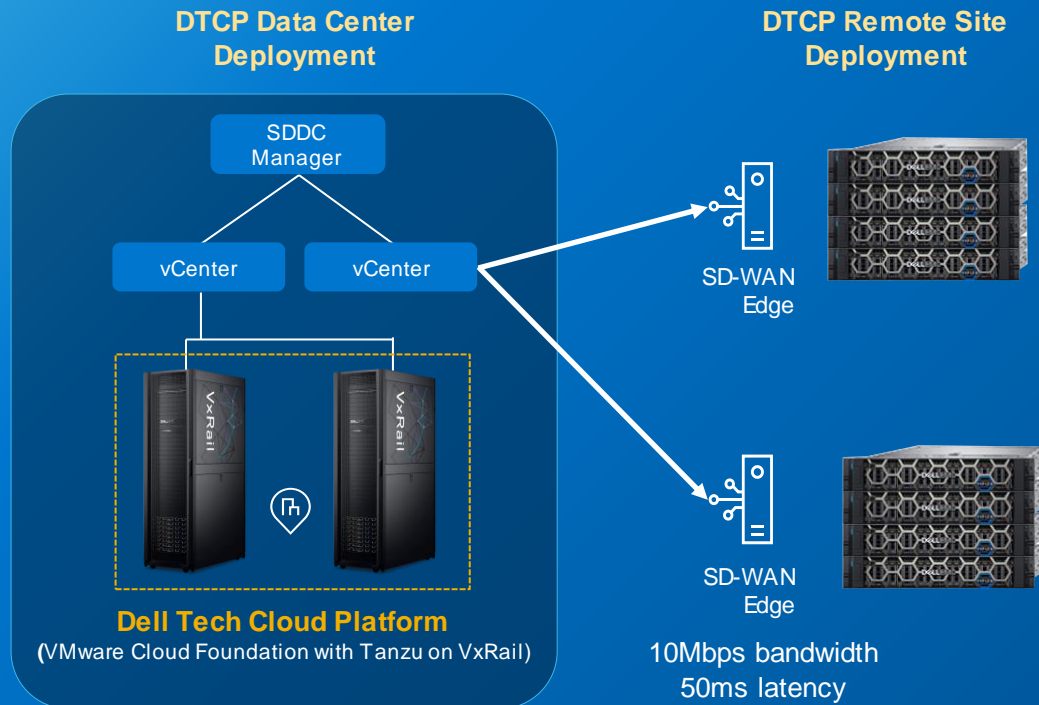 DTCP Data Center
Deployment
DTCP Remote Site
Deployment
SDDC
Manager
vCenter
vCenter
SD-WAN
Edge
VxRail
VxRail
SD-WAN
Edge
Dell Tech Cloud Platform
(VMware Cloud Foundation with Tanzu on VxRail)
10Mbps bandwidth
50ms latency